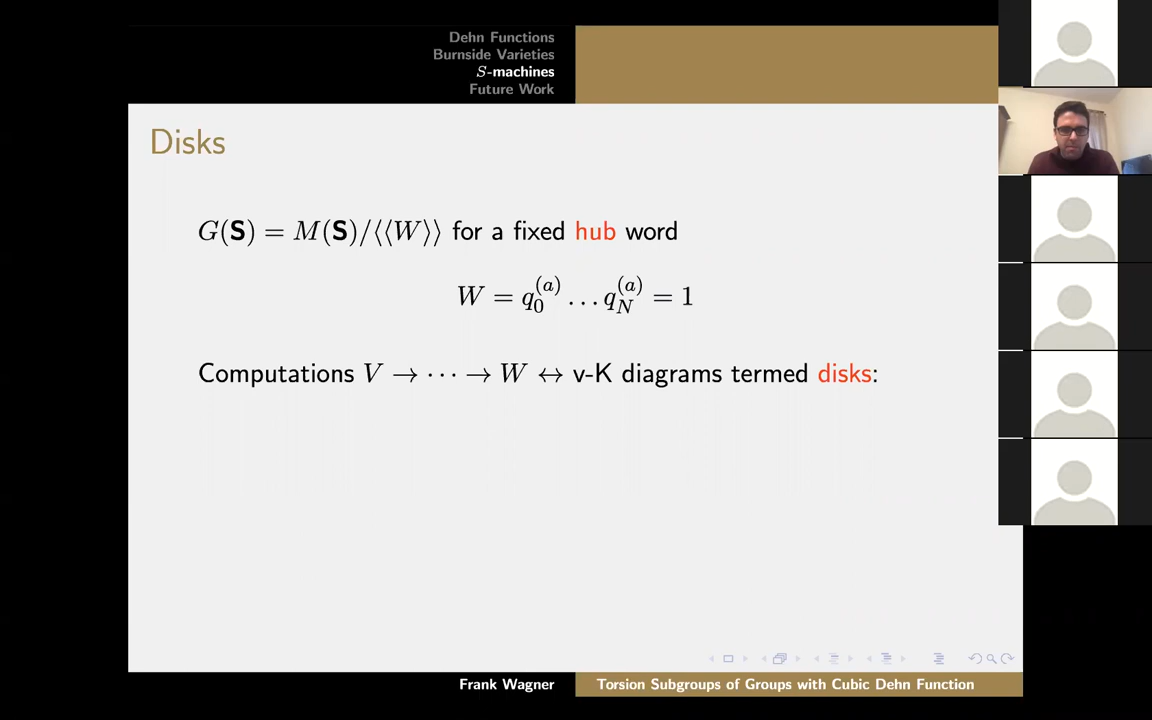 Dehn Functions
Burnside Varieties
S-machines
Future Work
Disks
G(S) = M(S)/⟨⟨W⟩⟩ for a fixed hub word
W = q₀⁽ᵃ⁾ … q_N⁽ᵃ⁾ = 1
Computations V → ⋯ → W ↔ v-K diagrams termed disks:
Frank Wagner
Torsion Subgroups of Groups with Cubic Dehn Function